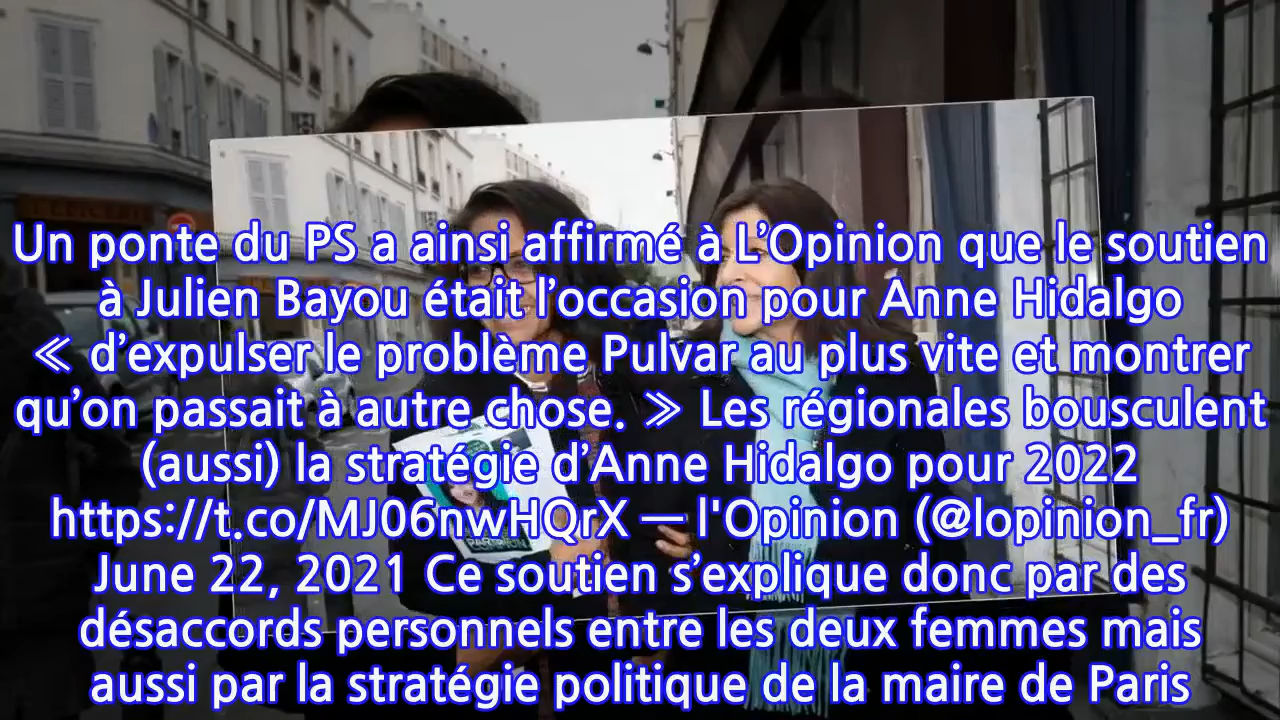 Un ponte du PS a ainsi affirmé à L’Opinion que le soutien
à Julien Bayou était l’occasion pour Anne Hidalgo
≪ d’expulser le problème Pulvar au plus vite et montrer
qu’on passait à autre chose. ≫ Les régionales bousculent
(aussi) la stratégie d’Anne Hidalgo pour 2022
https://t.co/MJ06nwHQrX — l'Opinion (@lopinion_fr)
June 22, 2021 Ce soutien s’explique donc par des
désaccords personnels entre les deux femmes mais
aussi par la stratégie politique de la maire de Paris